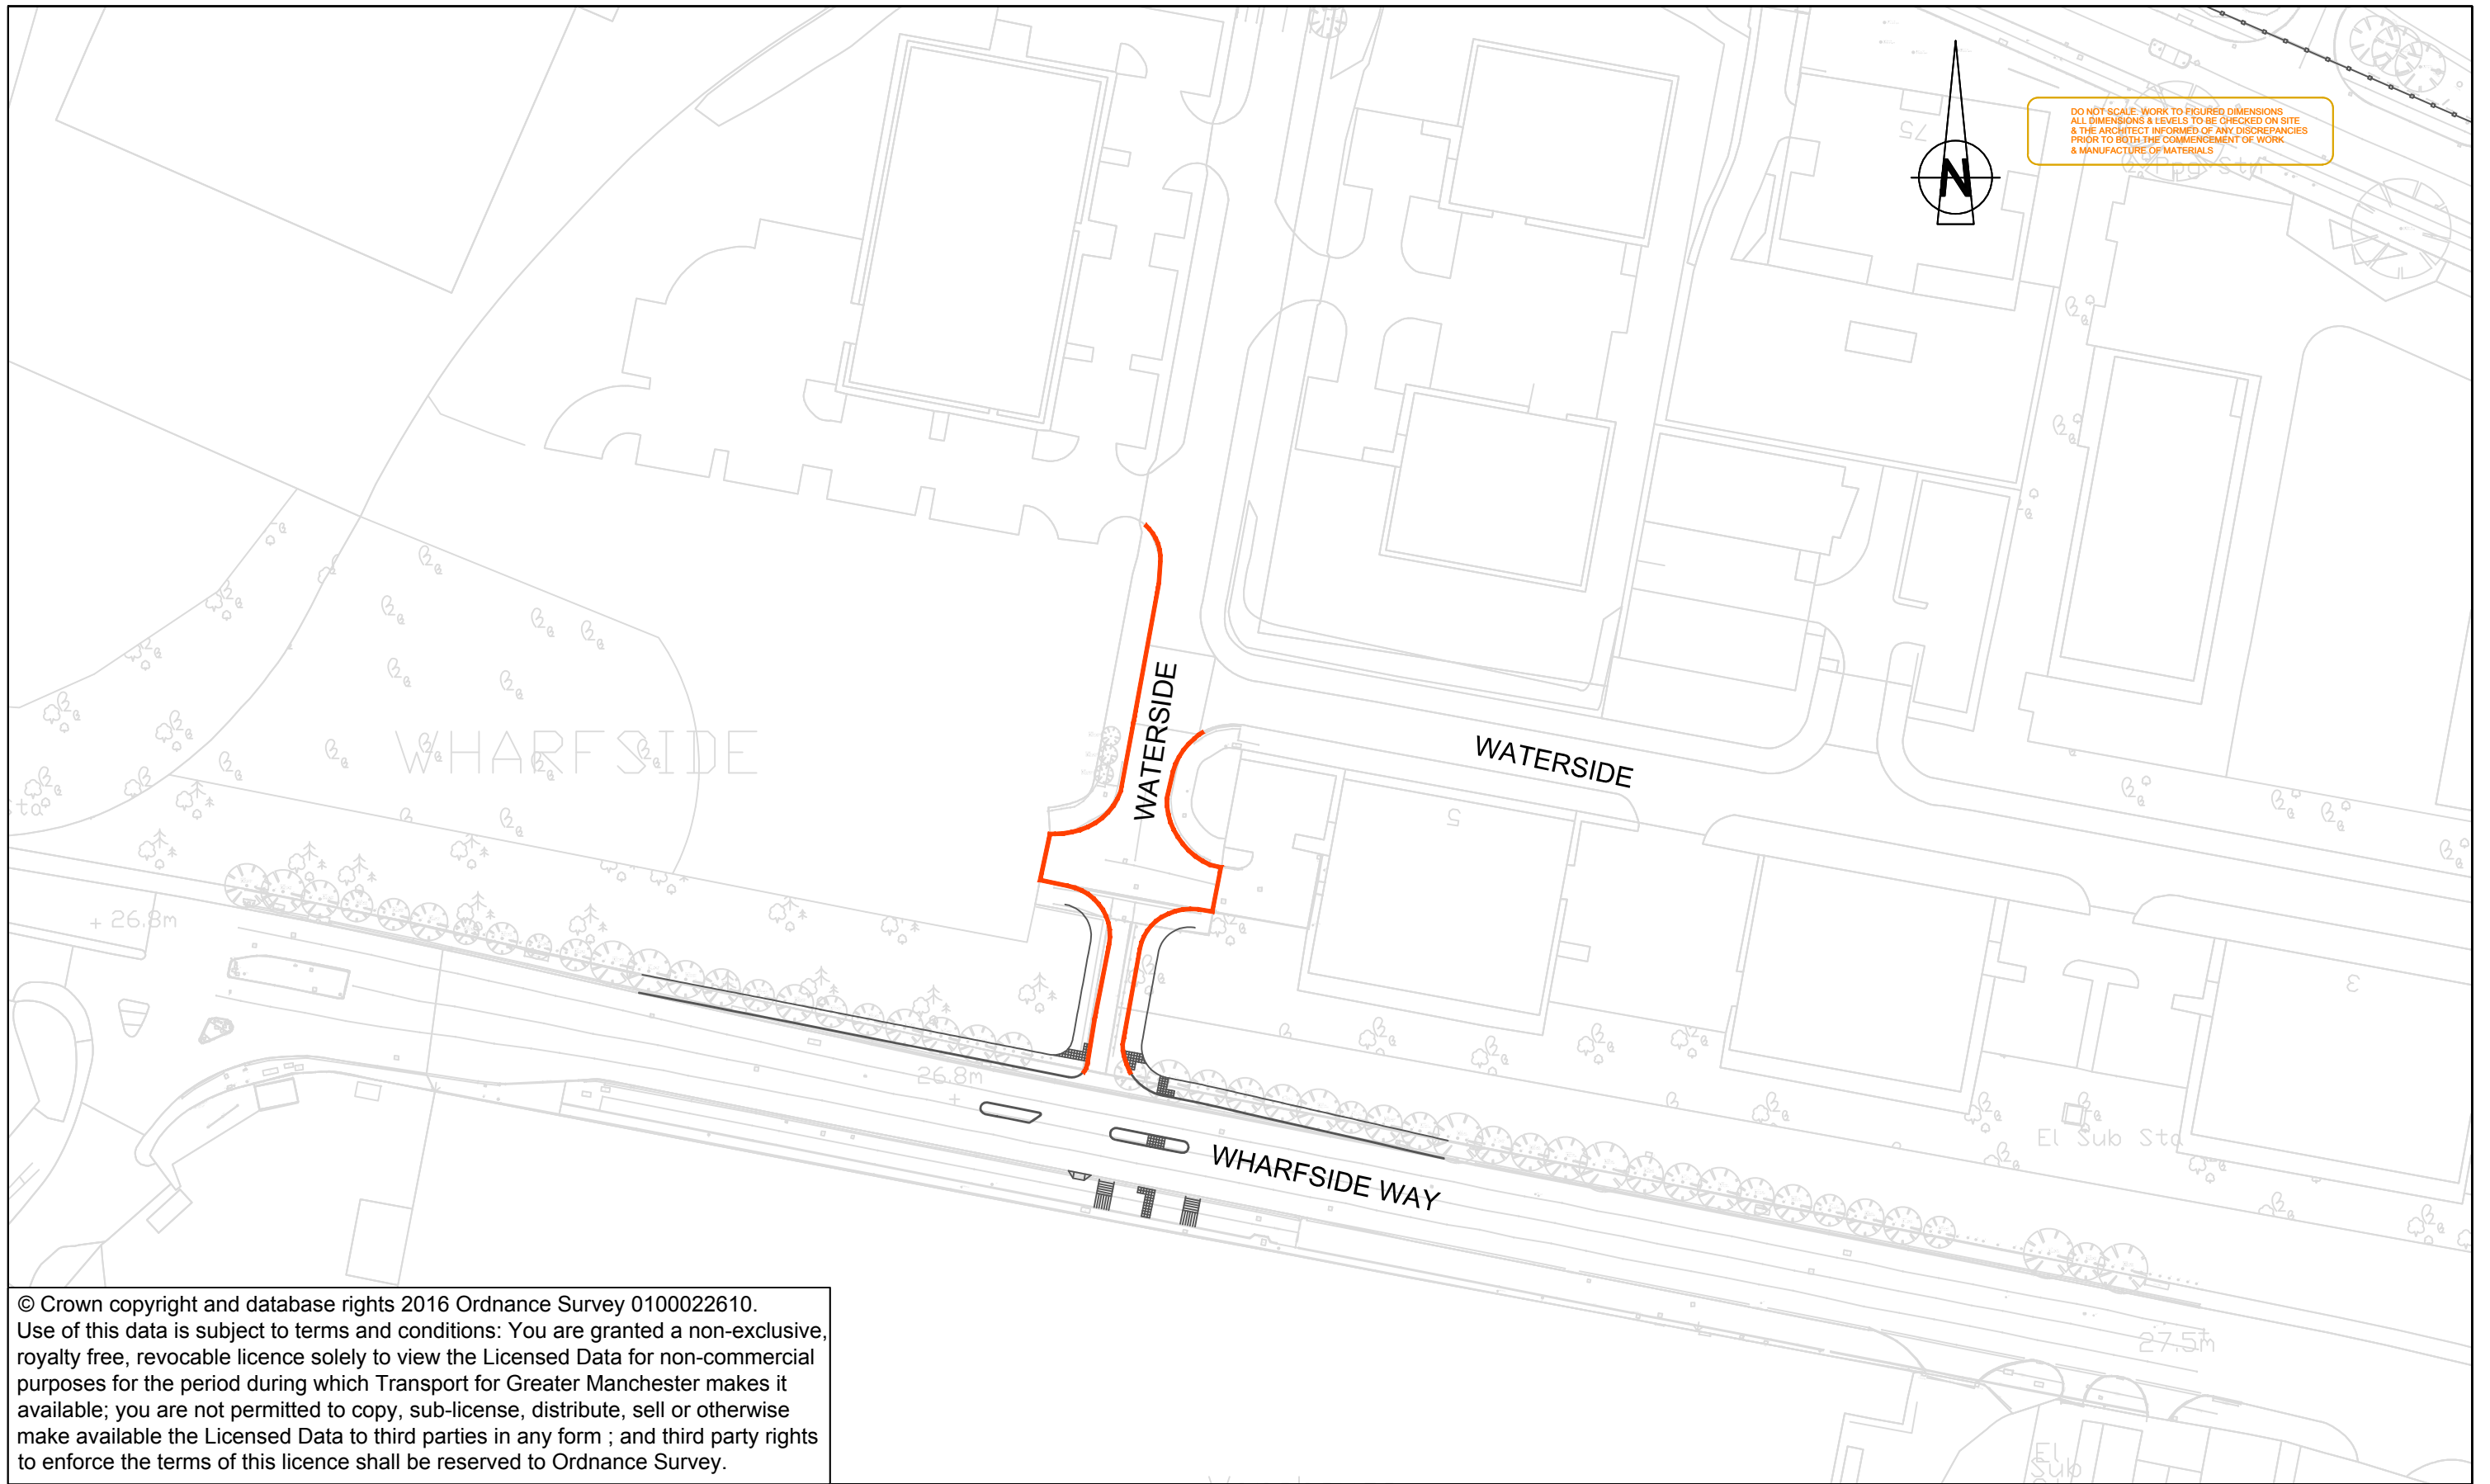 DO NOT SCALE. WORK TO FIGURED DIMENSIONS
ALL DIMENSIONS & LEVELS TO BE CHECKED ON SITE
& THE ARCHITECT INFORMED OF ANY DISCREPANCIES
PRIOR TO BOTH THE COMMENCEMENT OF WORK
& MANUFACTURE OF MATERIALS
75
Ppg Stn
N
WATERSIDE
WATERSIDE
WHARFSIDE
5
3
+ 26.8m
26.8m
+
El Sub Sta
WHARFSIDE WAY
27.5m
El
Sub
© Crown copyright and database rights 2016 Ordnance Survey 0100022610.
Use of this data is subject to terms and conditions: You are granted a non-exclusive,
royalty free, revocable licence solely to view the Licensed Data for non-commercial
purposes for the period during which Transport for Greater Manchester makes it
available; you are not permitted to copy, sub-license, distribute, sell or otherwise
make available the Licensed Data to third parties in any form ; and third party rights
to enforce the terms of this licence shall be reserved to Ordnance Survey.